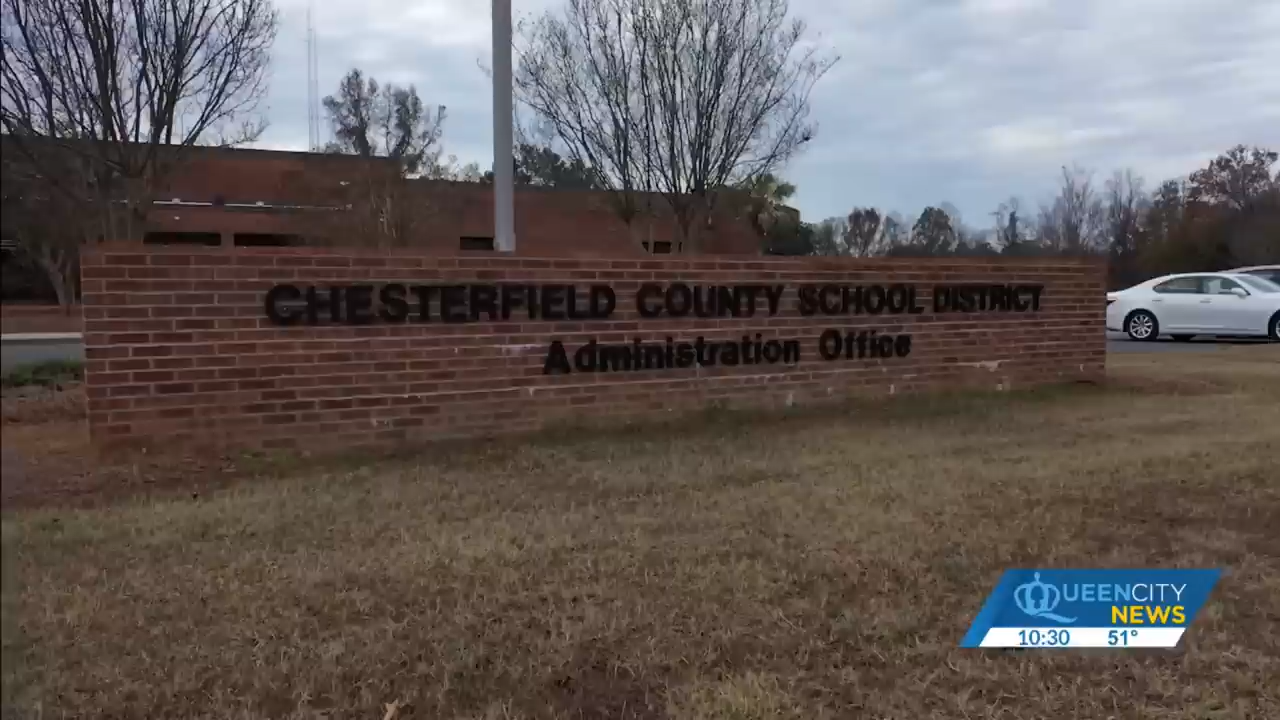 CHESTERFIELD COUNTY SCHOOL DISTRICT
Administration Office
QUEENCITY
NEWS
10:30 51°